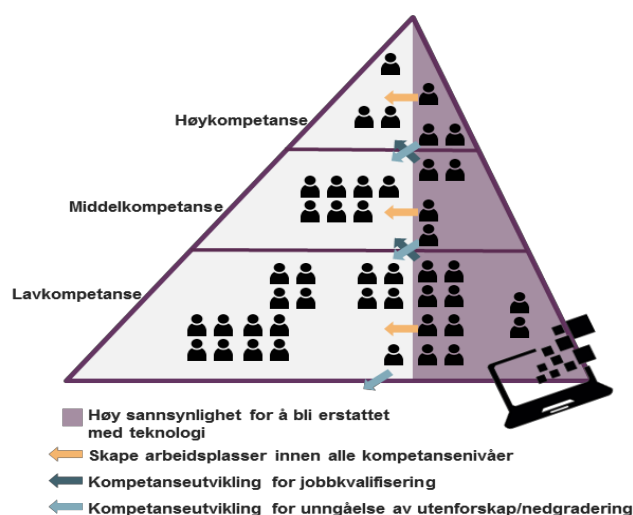 Høykompetanse
Middelkompetanse
Lavkompetanse
Høy sannsynlighet for å bli erstattet
med teknologi
Skape arbeidsplasser innen alle kompetansenivåer
Kompetanseutvikling for jobbkvalifisering
Kompetanseutvikling for unngåelse av utenforskap/nedgradering